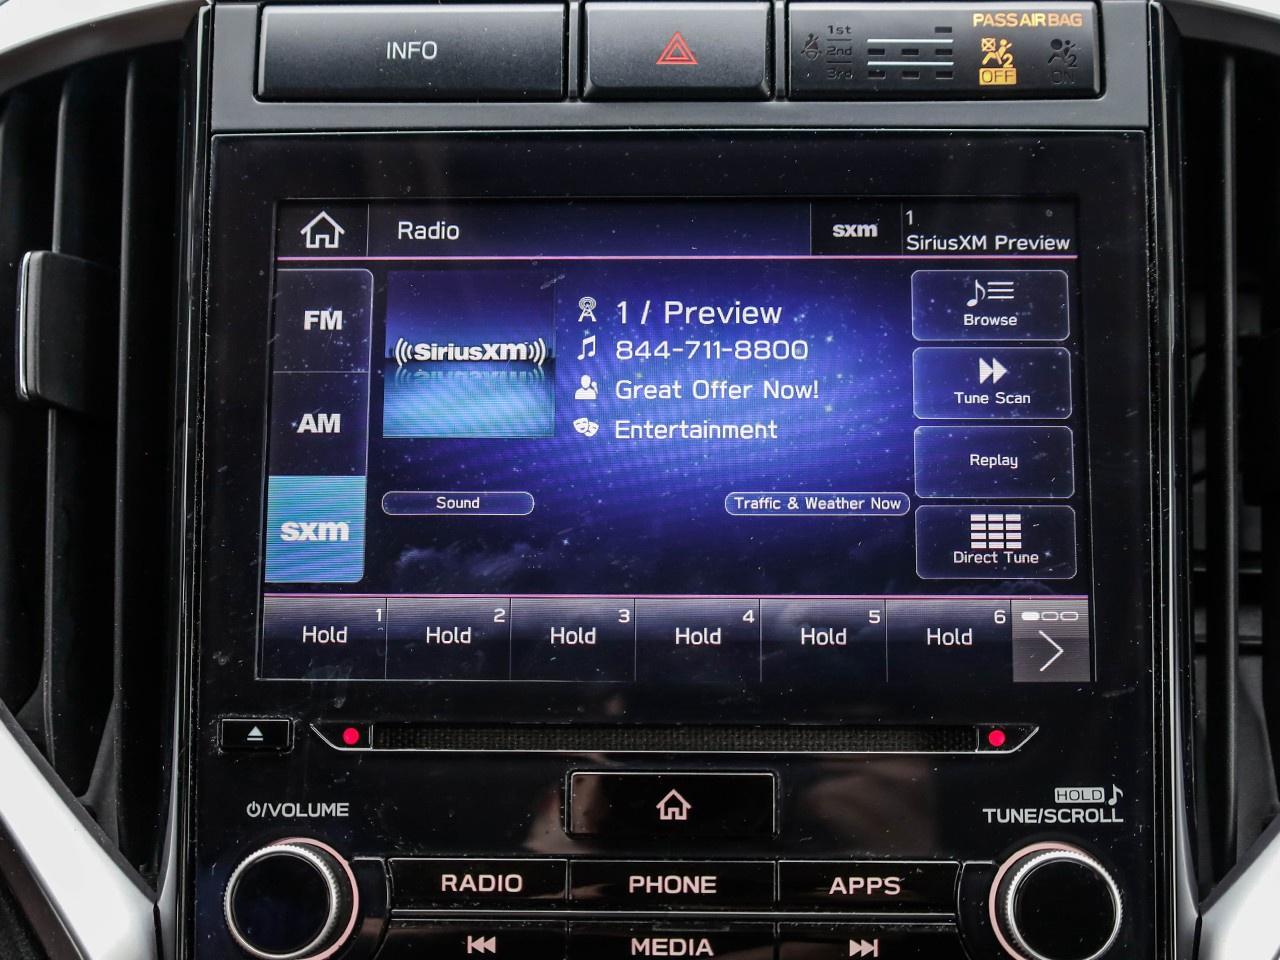 INFO
PASS AIR BAG
1st
2nd
3rd
2
OFF
2
ON
Radio
sxm
1
SiriusXM Preview
FM
AM
sxm
((SiriusXM))
1 / Preview
844-711-8800
Great Offer Now!
Entertainment
Browse
Tune Scan
Replay
Direct Tune
Sound
Traffic & Weather Now
1
Hold
2
Hold
3
Hold
4
Hold
5
Hold
6
Hold
/VOLUME
HOLD
TUNE/SCROLL
RADIO
PHONE
APPS
MEDIA